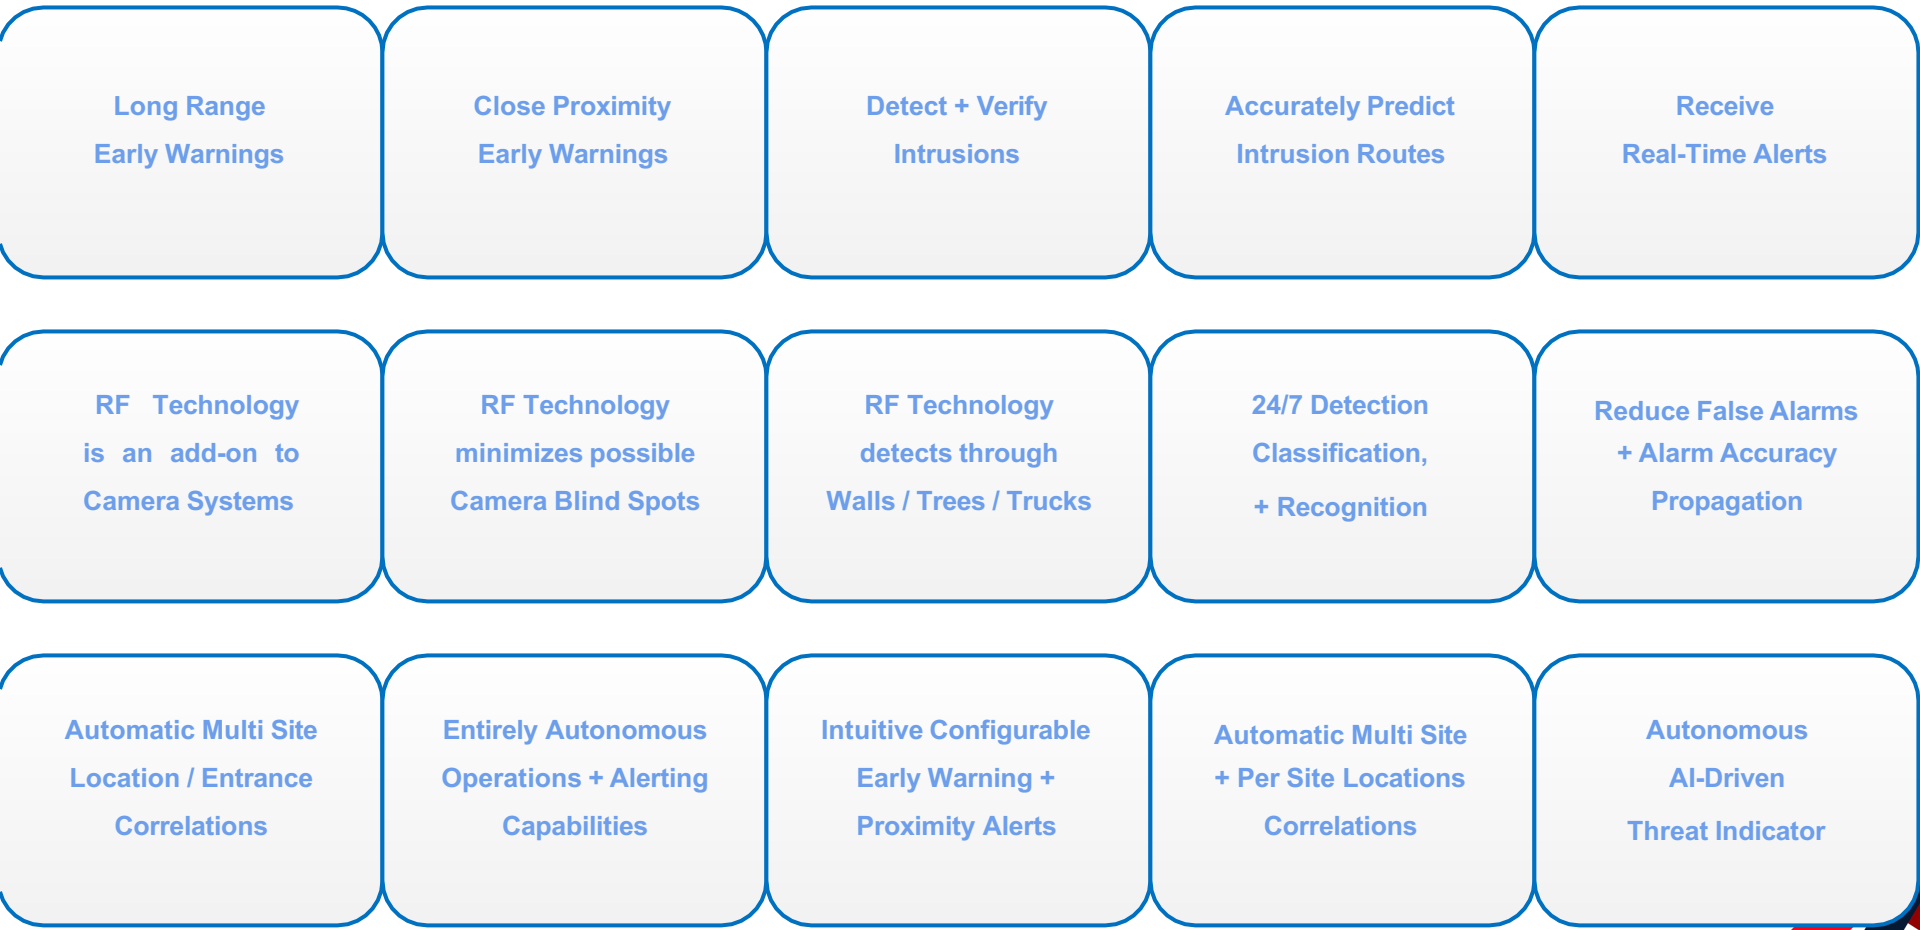 Long Range
Early Warnings
Close Proximity
Early Warnings
Detect + Verify
Intrusions
Accurately Predict
Intrusion Routes
Receive
Real-Time Alerts
RF Technology
is an add-on to
Camera Systems
RF Technology
minimizes possible
Camera Blind Spots
RF Technology
detects through
Walls / Trees / Trucks
24/7 Detection
Classification,
+ Recognition
Reduce False Alarms
+ Alarm Accuracy
Propagation
Automatic Multi Site
Location / Entrance
Correlations
Entirely Autonomous
Operations + Alerting
Capabilities
Intuitive Configurable
Early Warning +
Proximity Alerts
Automatic Multi Site
+ Per Site Locations
Correlations
Autonomous
AI-Driven
Threat Indicator